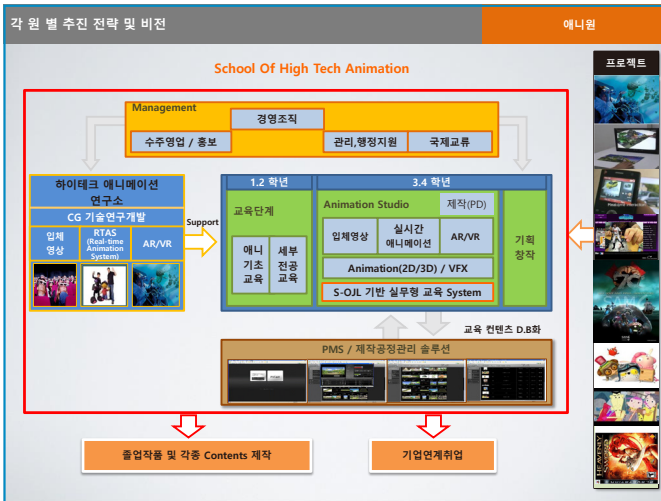 각 원 별 추진 전략 및 비전
애니원
School Of High Tech Animation
프로젝트
Management
경영조직
수주영업 / 홍보
관리,행정지원
국제교류
하이테크 애니메이션
연구소
CG 기술연구개발
입체
영상
RTAS
(Real-time
Animation
System)
AR/VR
Support
1.2 학년
3.4 학년
교육단계
애니
기초
교육
세부
전공
교육
Animation Studio
제작(PD)
입체영상
실시간
애니메이션
AR/VR
Animation(2D/3D) / VFX
S-OJL 기반 실무형 교육 System
기획
창작
교육 컨텐츠 D.B화
PMS / 제작공정관리 솔루션
졸업작품 및 각종 Contents 제작
기업연계취업
HEAVENLY
SWORD